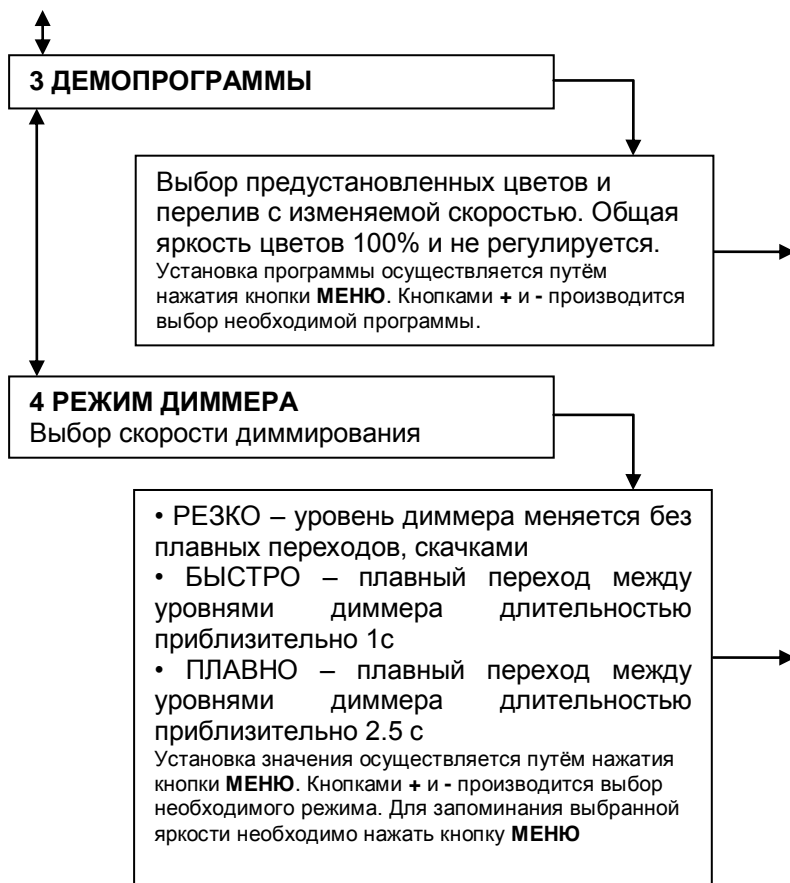 3 ДЕМОПРОГРАММЫ
Выбор предустановленных цветов и
перелив с изменяемой скоростью. Общая
яркость цветов 100% и не регулируется.
Установка программы осуществляется путём
нажатия кнопки МЕНЮ. Кнопками + и - производится
выбор необходимой программы.
4 РЕЖИМ ДИММЕРА
Выбор скорости диммирования
• РЕЗКО – уровень диммера меняется без
плавных переходов, скачками
• БЫСТРО – плавный переход между
уровнями диммера длительностью
приблизительно 1с
• ПЛАВНО – плавный переход между
уровнями диммера длительностью
приблизительно 2.5 с
Установка значения осуществляется путём нажатия
кнопки МЕНЮ. Кнопками + и - производится выбор
необходимого режима. Для запоминания выбранной
яркости необходимо нажать кнопку МЕНЮ